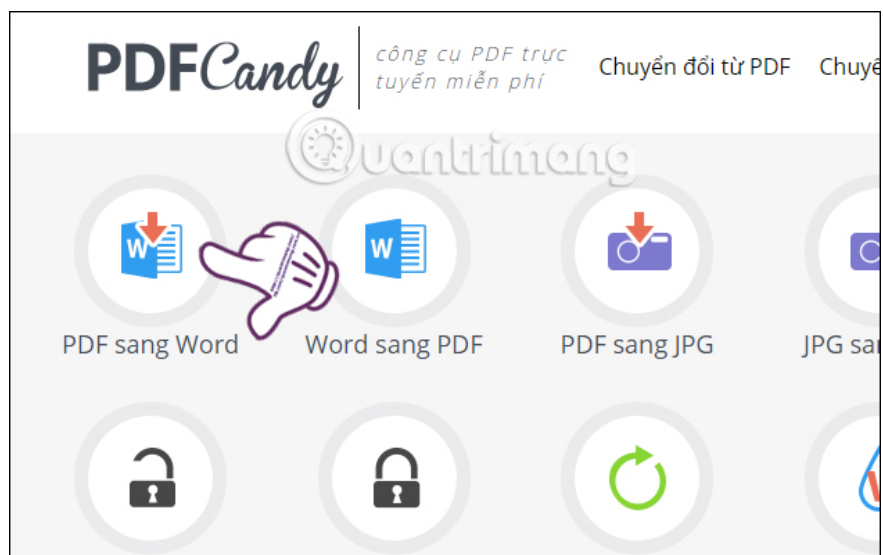 PDFCandy
công cụ PDF trực
tuyến miễn phí
Chuyển đổi từ PDF
Quantrimang
PDF sang Word
Word sang PDF
PDF sang JPG
JPG